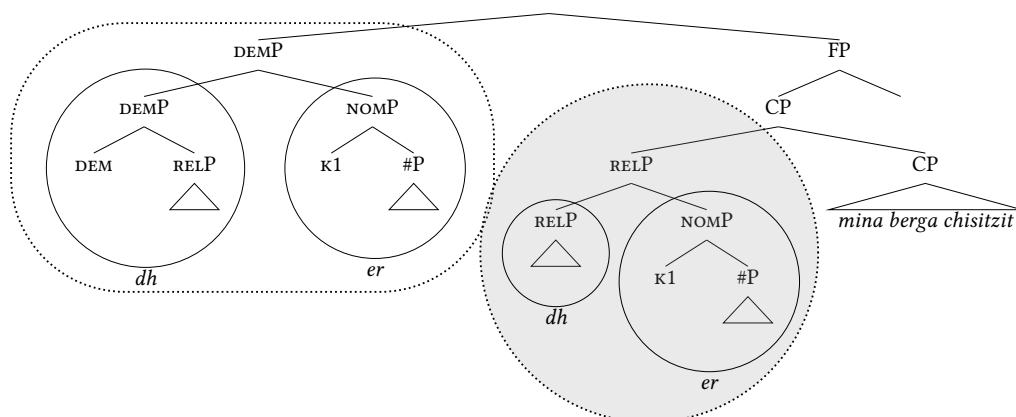 DEMP FP
DEMP NOMP CP
DEM RELP K1 #P RELP CP
RELP NOMP mina berga chisitzit
dh er K1 #P
dh
er